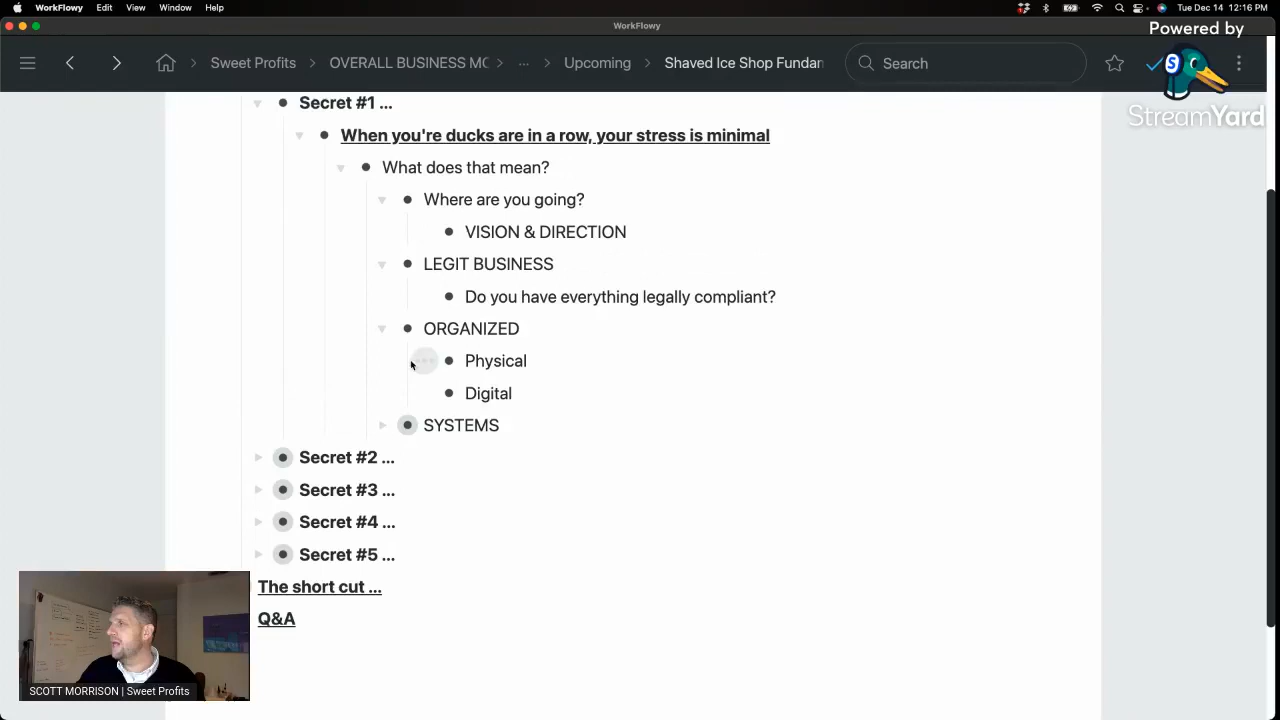 WorkFlowy Edit View Window Help Tue Dec 14 12:16 PM
WorkFlowy
Powered by
Sweet Profits OVERALL BUSINESS MC ... Upcoming Shaved Ice Shop Fundar Search
S
StreamYard
Secret #1 ...
When you're ducks are in a row, your stress is minimal
What does that mean?
Where are you going?
VISION & DIRECTION
LEGIT BUSINESS
Do you have everything legally compliant?
ORGANIZED
Physical
Digital
SYSTEMS
Secret #2 ...
Secret #3 ...
Secret #4 ...
Secret #5 ...
The short cut ...
Q&A
SCOTT MORRISON | Sweet Profits